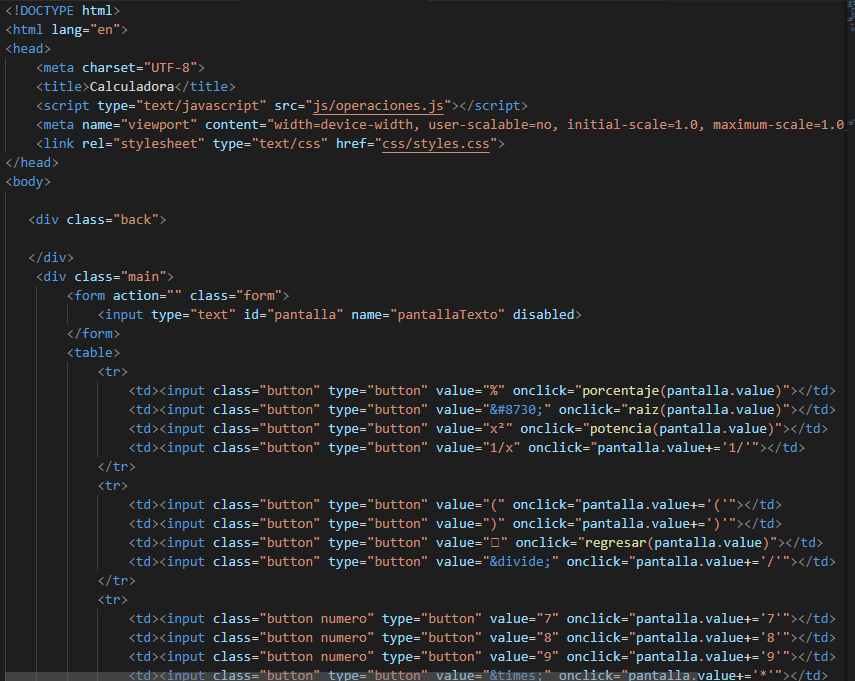 <!DOCTYPE html>
<html lang="en">
<head>
    <meta charset="UTF-8">
    <title>Calculadora</title>
    <script type="text/javascript" src="js/operaciones.js"></script>
    <meta name="viewport" content="width=device-width, user-scalable=no, initial-scale=1.0, maximum-scale=1.0
    <link rel="stylesheet" type="text/css" href="css/styles.css">
</head>
<body>
   <div class="back">
   </div>
    <div class="main">
        <form action="" class="form">
            <input type="text" id="pantalla" name="pantallaTexto" disabled>
        </form>
        <table>
            <tr>
                <td><input class="button" type="button" value="%" onclick="porcentaje(pantalla.value)"></td>
                <td><input class="button" type="button" value="&#8730;" onclick="raiz(pantalla.value)"></td>
                <td><input class="button" type="button" value="x²" onclick="potencia(pantalla.value)"></td>
                <td><input class="button" type="button" value="1/x" onclick="pantalla.value+='1/'"></td>
            </tr>
            <tr>
                <td><input class="button" type="button" value="(" onclick="pantalla.value+='('"></td>
                <td><input class="button" type="button" value=")" onclick="pantalla.value+=')'"></td>
                <td><input class="button" type="button" value="▯" onclick="regresar(pantalla.value)"></td>
                <td><input class="button" type="button" value="&divide;" onclick="pantalla.value+='/'"></td>
            </tr>
            <tr>
                <td><input class="button numero" type="button" value="7" onclick="pantalla.value+='7'"></td>
                <td><input class="button numero" type="button" value="8" onclick="pantalla.value+='8'"></td>
                <td><input class="button numero" type="button" value="9" onclick="pantalla.value+='9'"></td>
                <td><input class="button" type="button" value="&times;" onclick="pantalla.value+='*'"></td>